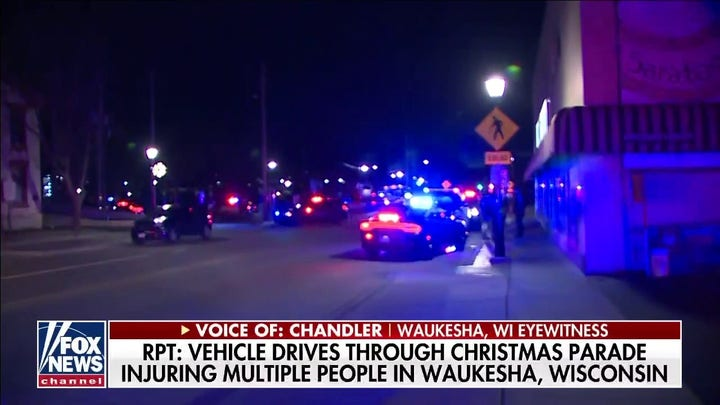 Saratoga
VOICE OF: CHANDLER | WAUKESHA, WI EYEWITNESS
FOX
NEWS
channel
RPT: VEHICLE DRIVES THROUGH CHRISTMAS PARADE
INJURING MULTIPLE PEOPLE IN WAUKESHA, WISCONSIN